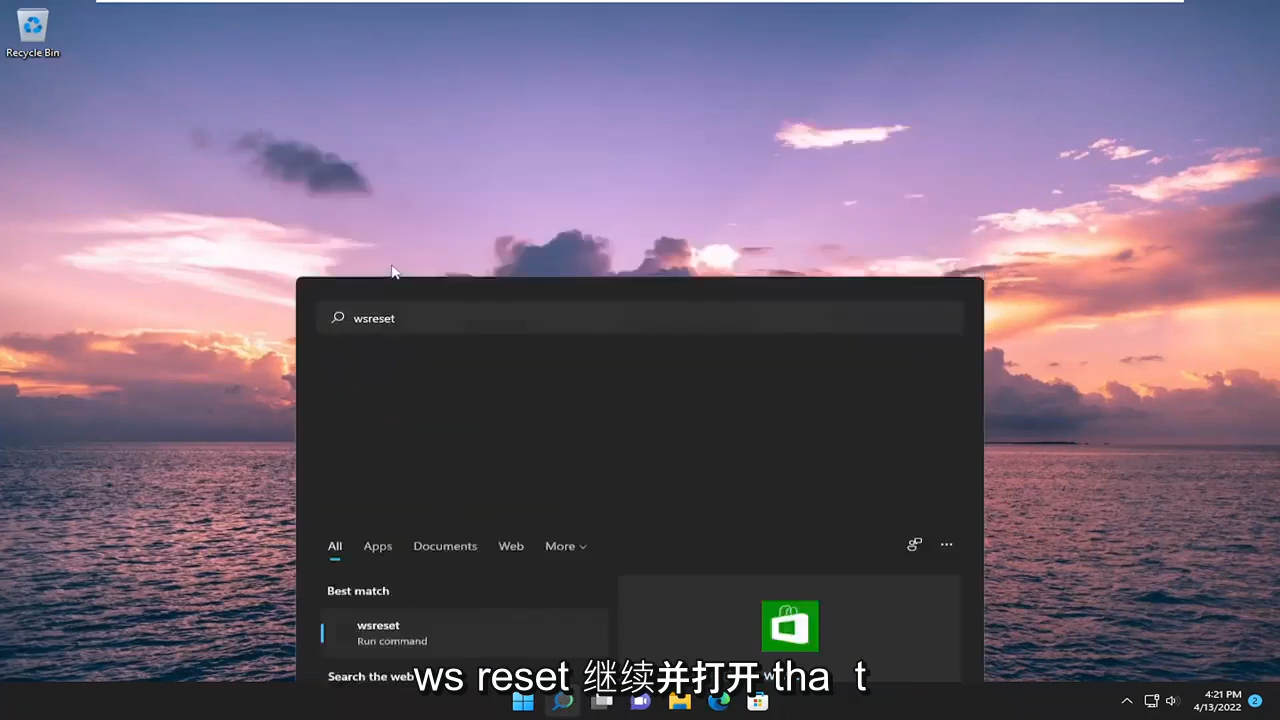 Recycle Bin
wsreset
All Apps Documents Web More
Best match
wsreset
Run command
Search the web
ws reset 继续并打开 tha t
4:21 PM
4/13/2022
2